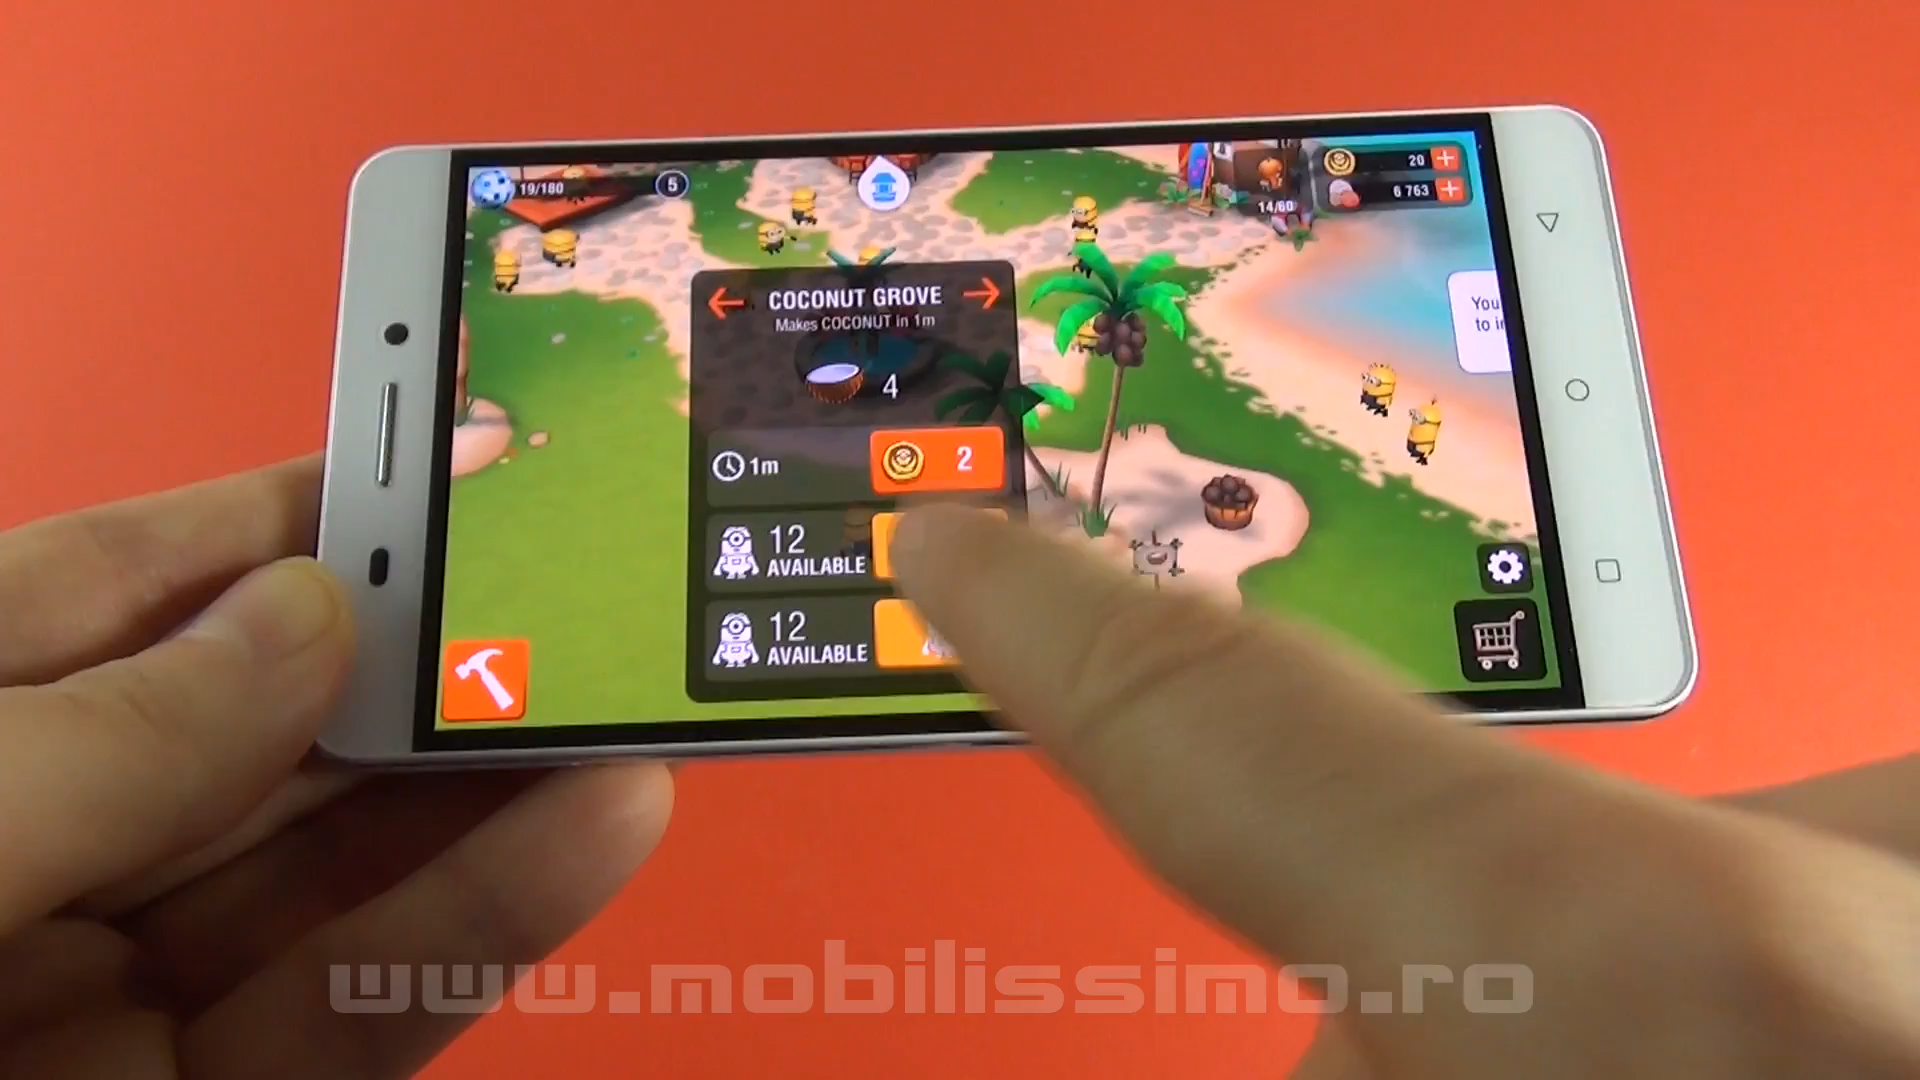 19/180
5
14/60
20
6 763
COCONUT GROVE
Makes COCONUT in 1m
4
1m
2
12
AVAILABLE
12
AVAILABLE
You
www.mobilissimo.ro